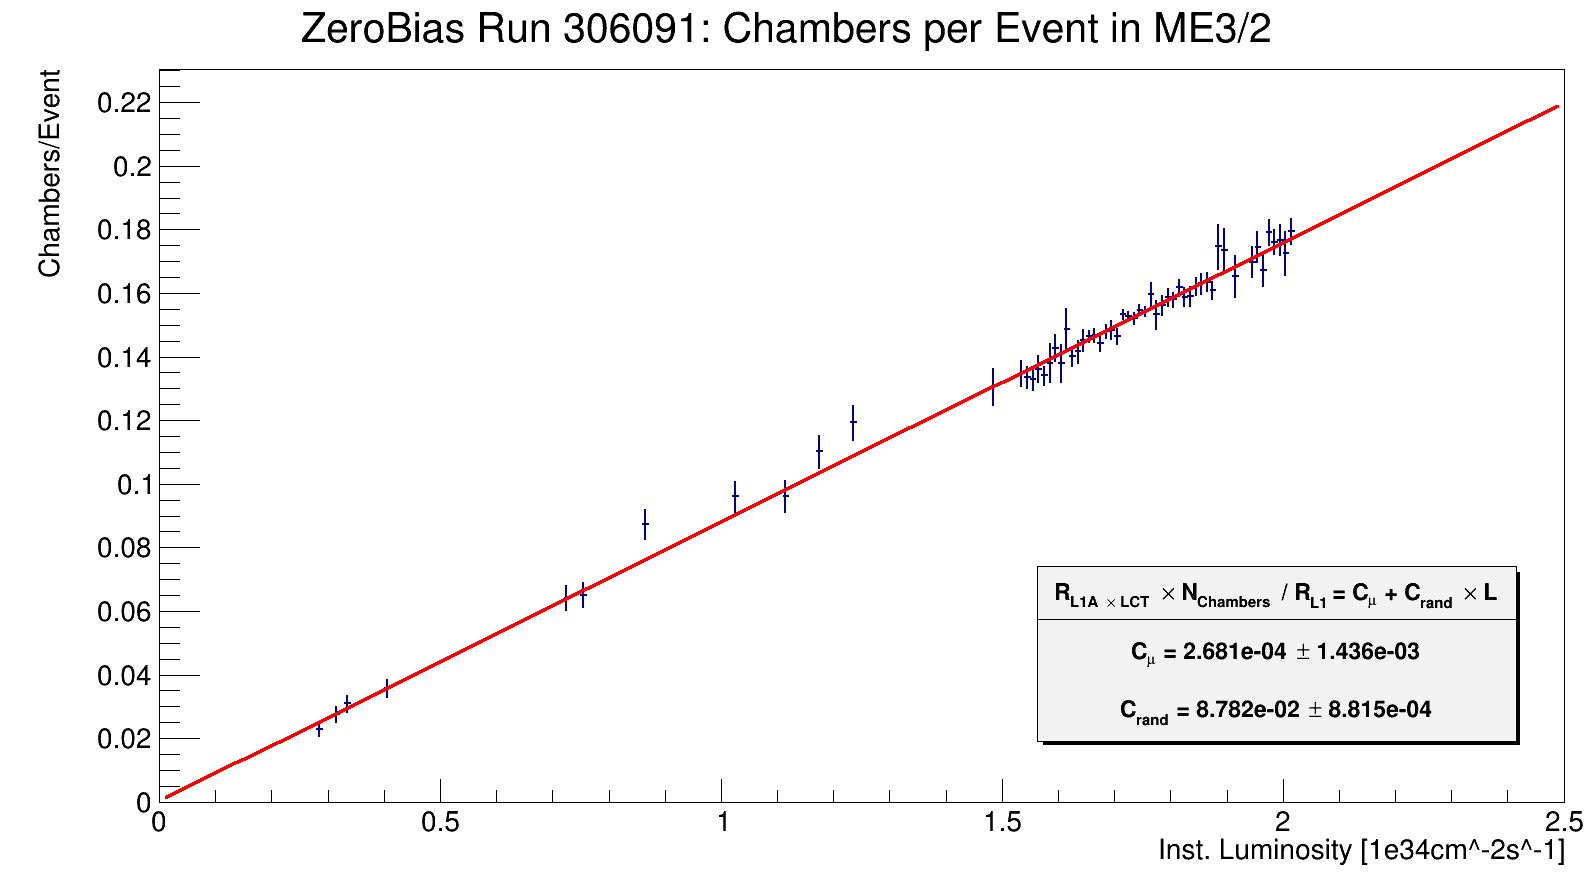 ZeroBias Run 306091: Chambers per Event in ME3/2
Chambers/Event
0.22
0.2
0.18
0.16
0.14
0.12
0.1
0.08
0.06
0.04
0.02
0
R_L1A × LCT × N_Chambers / R_L1 = C_μ + C_rand × L
C_μ = 2.681e-04 ± 1.436e-03
C_rand = 8.782e-02 ± 8.815e-04
0 0.5 1 1.5 2 2.5
Inst. Luminosity [1e34cm^-2s^-1]